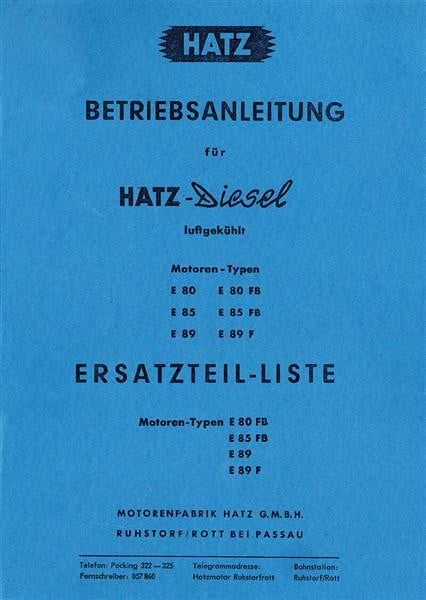 HATZ
BETRIEBSANLEITUNG
für
HATZ-Diesel
luftgekühlt
Motoren-Typen
E 80 E 80 FB
E 85 E 85 FB
E 89 E 89 F
ERSATZTEIL-LISTE
Motoren-Typen E 80 FB
E 85 FB
E 89
E 89 F
MOTORENFABRIK HATZ G.M.B.H.
RUHSTORF/ROTT BEI PASSAU
Telefon: Pocking 322—325 Telegrammadresse: Bahnstation:
Fernschreiber: 057 860 Hatzmotor Ruhstorfrott Ruhstorf/Rott